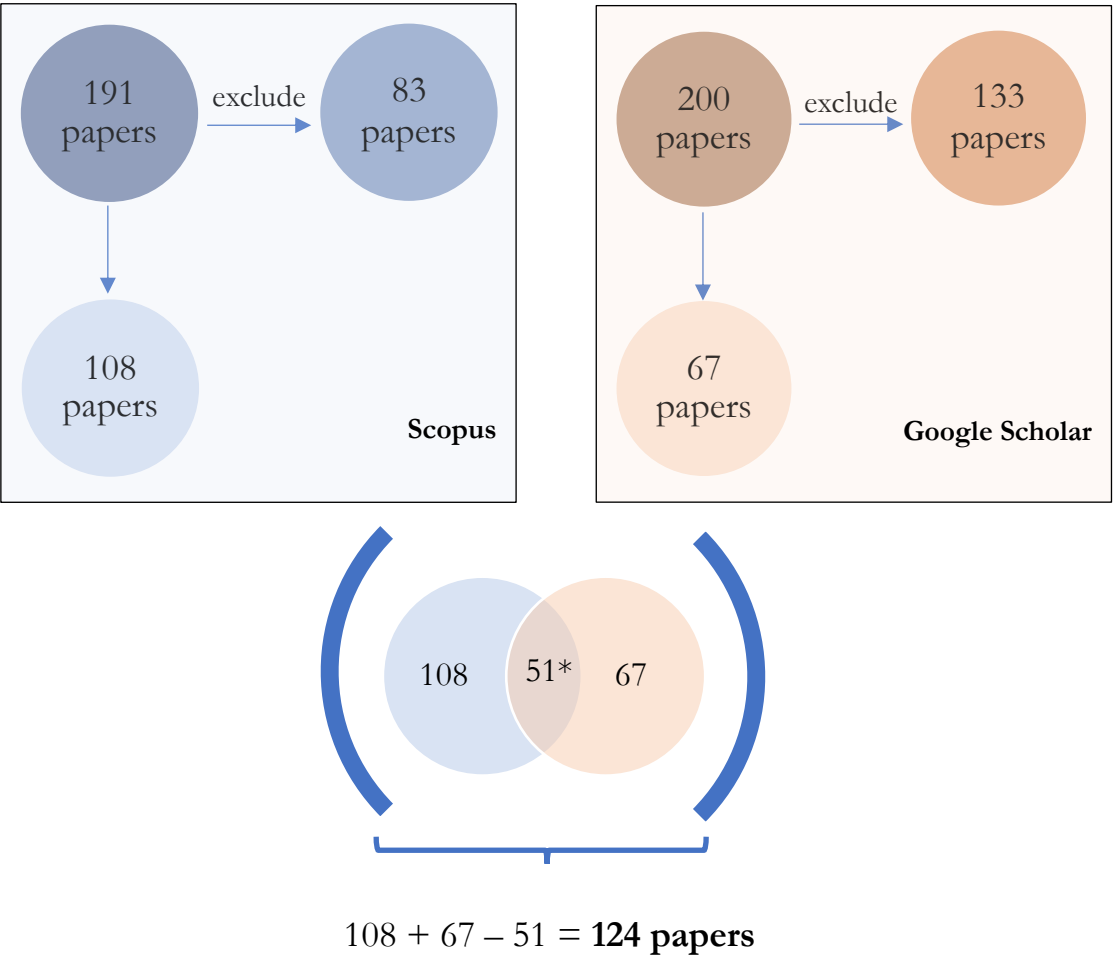 191
papers
exclude
83
papers
108
papers
Scopus
200
papers
exclude
133
papers
67
papers
Google Scholar
108
51*
67
108 + 67 – 51 = 124 papers